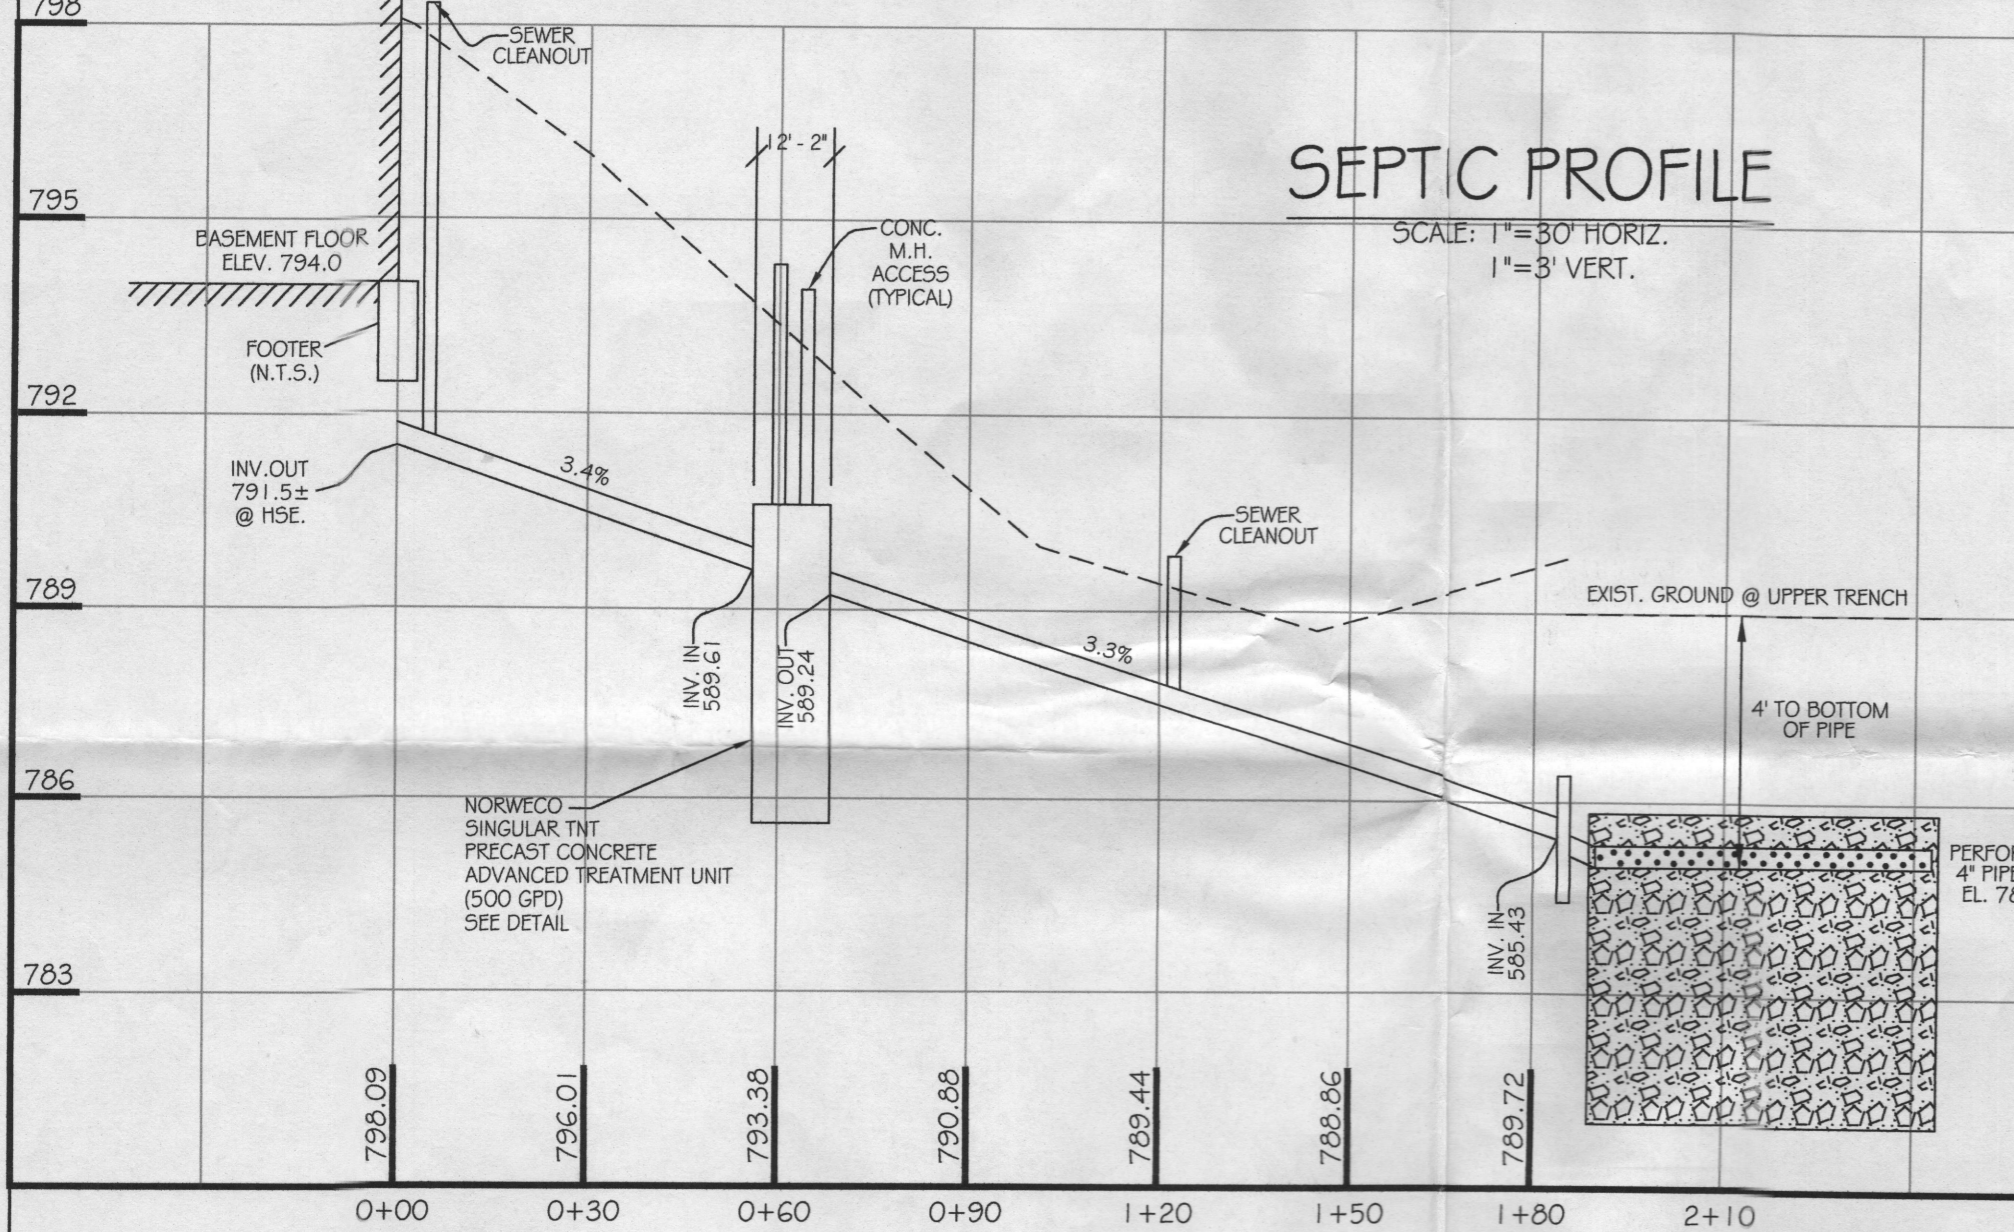 798
SEWER
CLEANOUT
12' - 2"
SEPTIC PROFILE
SCALE: 1"=30' HORIZ.
1"=3' VERT.
795
BASEMENT FLOOR
ELEV. 794.0
CONC.
M.H.
ACCESS
(TYPICAL)
FOOTER
(N.T.S.)
792
INV.OUT
791.5±
@ HSE.
3.4%
SEWER
CLEANOUT
789
EXIST. GROUND @ UPPER TRENCH
INV. IN
589.61
INV. OUT
589.24
3.3%
4' TO BOTTOM
OF PIPE
786
NORWECO
SINGULAR TNT
PRECAST CONCRETE
ADVANCED TREATMENT UNIT
(500 GPD)
SEE DETAIL
INV. IN
585.43
4" PIPE
EL.
783
798.09
796.01
793.38
790.88
789.44
788.86
789.72
0+00
0+30
0+60
0+90
1+20
1+50
1+80
2+10